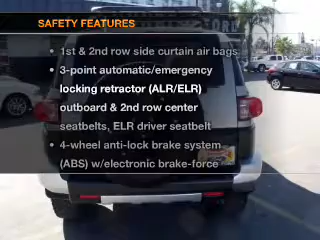 SAFETY FEATURES
• 1st & 2nd row side curtain air bags
• 3-point automatic/emergency
locking retractor (ALR/ELR)
outboard & 2nd row center
seatbelts, ELR driver seatbelt
• 4-wheel anti-lock brake system
(ABS) w/electronic brake-force